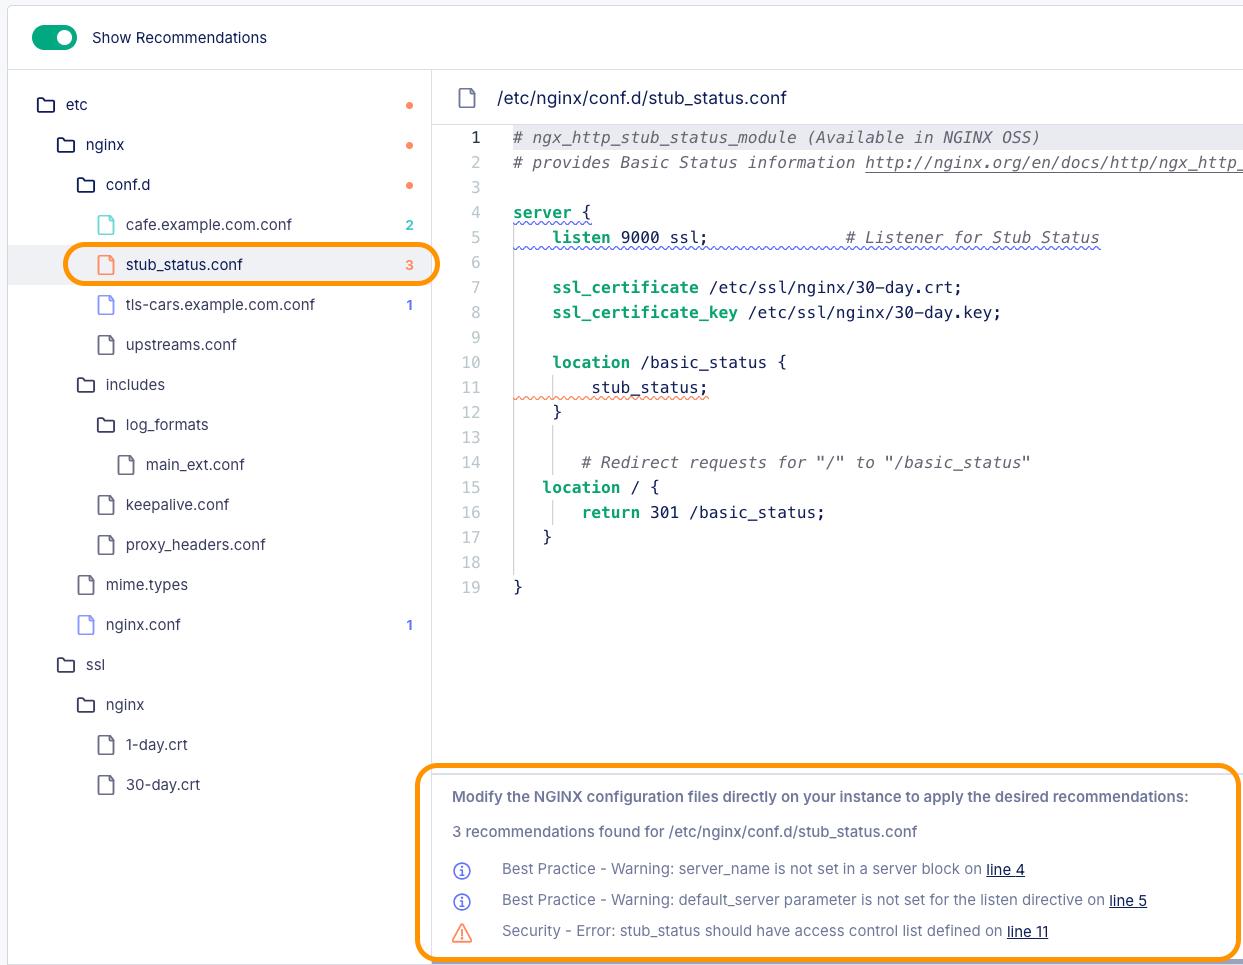 Show Recommendations
etc
nginx
conf.d
cafe.example.com.conf 2
stub_status.conf 3
tls-cars.example.com.conf 1
upstreams.conf
includes
log_formats
main_ext.conf
keepalive.conf
proxy_headers.conf
mime.types
nginx.conf 1
ssl
nginx
1-day.crt
30-day.crt
/etc/nginx/conf.d/stub_status.conf
1 # ngx_http_stub_status_module (Available in NGINX OSS)
2 # provides Basic Status information http://nginx.org/en/docs/http/ngx_http_
3
4 server {
5 listen 9000 ssl; # Listener for Stub Status
6
7 ssl_certificate /etc/ssl/nginx/30-day.crt;
8 ssl_certificate_key /etc/ssl/nginx/30-day.key;
9
10 location /basic_status {
11 stub_status;
12 }
13
14 # Redirect requests for "/" to "/basic_status"
15 location / {
16 return 301 /basic_status;
17 }
18
19 }
Modify the NGINX configuration files directly on your instance to apply the desired recommendations:
3 recommendations found for /etc/nginx/conf.d/stub_status.conf
Best Practice - Warning: server_name is not set in a server block on line 4
Best Practice - Warning: default_server parameter is not set for the listen directive on line 5
Security - Error: stub_status should have access control list defined on line 11